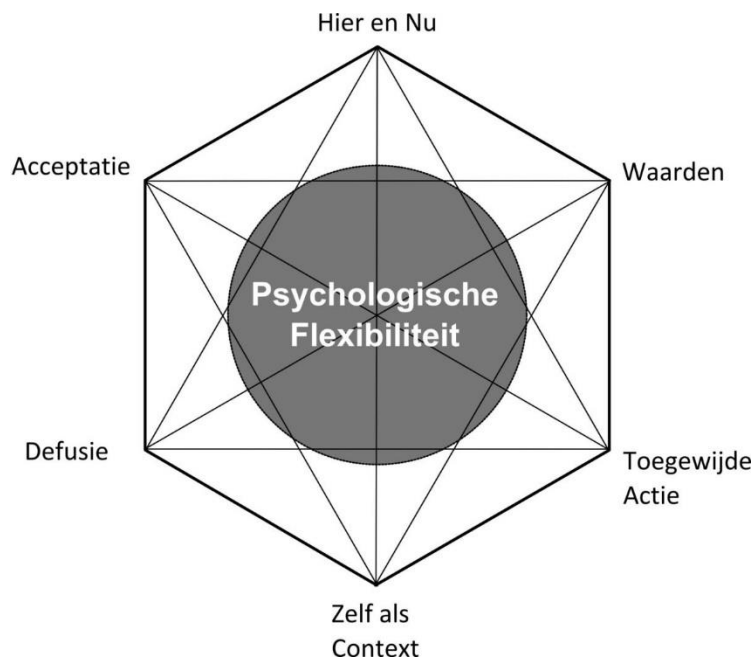 Hier en Nu
Acceptatie
Waarden
Psychologische
Flexibiliteit
Defusie
Toegewijde
Actie
Zelf als
Context